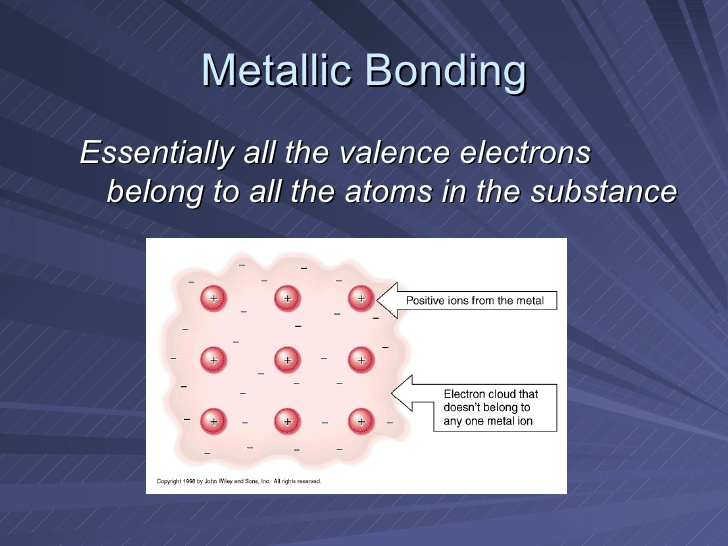 Metallic Bonding
Essentially all the valence electrons
belong to all the atoms in the substance
Positive ions from the metal
Electron cloud that
doesn't belong to
any one metal ion
Copyright 1998 by John Wiley and Sons, Inc. All rights reserved.